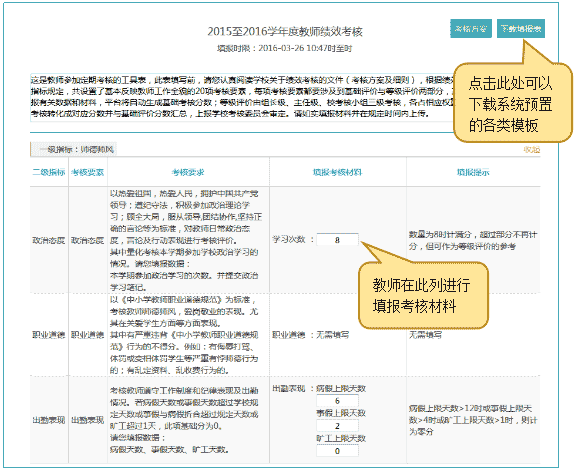 2015至2016学年度教师绩效考核
考核方案
下载填报表
填报时限：2016-03-26 10:47时至时
点击此处可以
下载系统预置
的各类模板
这是教师参加定期考核的工具表，此表填写前，请您认真阅读学校关于绩效考核的文件（考核方案及细则），根据绩
指标规定，共设置了基本反映教师工作全貌的20项考核要素，每项考核要素都要涉及到基础评价与等级评价两部分，
报有关数据和材料，平台将自动生成基础考核分数；等级评价由组长级、主任级、校考核小组三级考核，各占相应权重
考核转化成对应分数并与基础评价分数汇总，上报学校考核委员会审定。请如实填报材料并在规定时间内上传。
一级指标：师德师风
收起
二级指标 考核要素 考核要求 填报考核材料 填报提示
政治态度 政治态度
以热爱祖国，热爱人民，拥护中国共产党
领导；遵纪守法，积极参加政治理论学
习；顾全大局，服从领导,团结协作,坚持正
确的言论等为标准，对教师日常政治态
度，言论及行动表现进行考核评价。
其中量化考核本学期参加学校政治学习的
情况。请您填报数据：
本学期参加政治学习的次数。并提交政治
学习笔记。
学习次数： 8
数量为8时计满分，超过部分不再计
分，但可作为等级评价的参考
教师在此列进行
填报考核材料
职业道德 职业道德
以《中小学教师职业道德规范》为标准，
考核教师师德师风，爱岗敬业的表现。尤
其在关爱学生方面等方面表现。
其中有严重违背《中小学教师职业道德规
范》行为的不得分。例如：有侮辱打骂、
体罚或变相体罚学生等严重有悖师德行为
的；有乱定资料、乱收费行为的。
职业道德：无需填写
无需填写
出勤表现 出勤表现
考核教师遵守工作制度和纪律表现及出勤
情况。若病假天数或事假天数超过学校规
定天数或事假与病假折合超过规定天数或
旷工超过1天，此项基础分为0。
请您填报数据：
病假天数、事假天数、旷工天数。
出勤表现： 病假上限天数
6
事假上限天数
2
旷工上限天数
0
病假上限天数>12时或事假上限天
数>4时或旷工上限天数>1时，则计
为零分